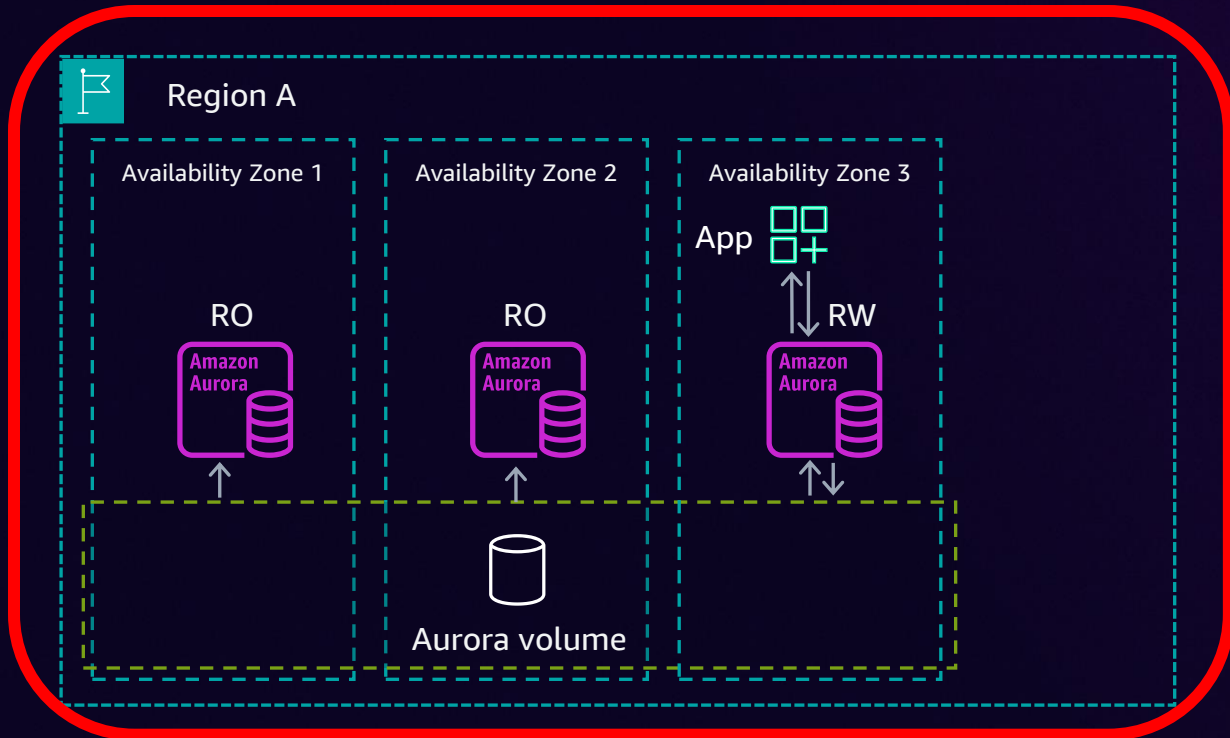 Region A
Availability Zone 1
Availability Zone 2
Availability Zone 3
App
RO
RO
RW
Amazon
Aurora
Amazon
Aurora
Amazon
Aurora
Aurora volume